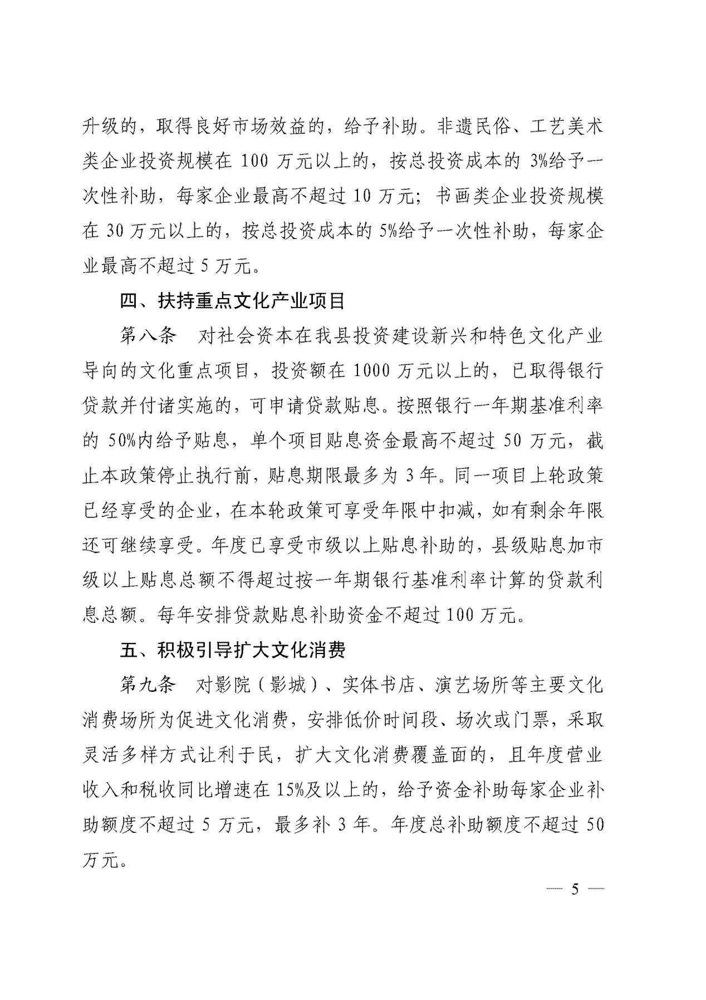 升级的，取得良好市场效益的，给予补助。非遗民俗、工艺美术
类企业投资规模在 100 万元以上的，按总投资成本的 3%给予一
次性补助，每家企业最高不超过 10 万元；书画类企业投资规模
在 30 万元以上的，按总投资成本的 5%给予一次性补助，每家企
业最高不超过 5 万元。
四、扶持重点文化产业项目
第八条　对社会资本在我县投资建设新兴和特色文化产业
导向的文化重点项目，投资额在 1000 万元以上的，已取得银行
贷款并付诸实施的，可申请贷款贴息。按照银行一年期基准利率
的 50%内给予贴息，单个项目贴息资金最高不超过 50 万元，截
止本政策停止执行前，贴息期限最多为 3 年。同一项目上轮政策
已经享受的企业，在本轮政策可享受年限中扣减，如有剩余年限
还可继续享受。年度已享受市级以上贴息补助的，县级贴息加市
级以上贴息总额不得超过按一年期银行基准利率计算的贷款利
息总额。每年安排贷款贴息补助资金不超过 100 万元。
五、积极引导扩大文化消费
第九条　对影院（影城）、实体书店、演艺场所等主要文化
消费场所为促进文化消费，安排低价时间段、场次或门票，采取
灵活多样方式让利于民，扩大文化消费覆盖面的，且年度营业
收入和税收同比增速在 15%及以上的，给予资金补助每家企业补
助额度不超过 5 万元，最多补 3 年。年度总补助额度不超过 50
万元。
— 5 —